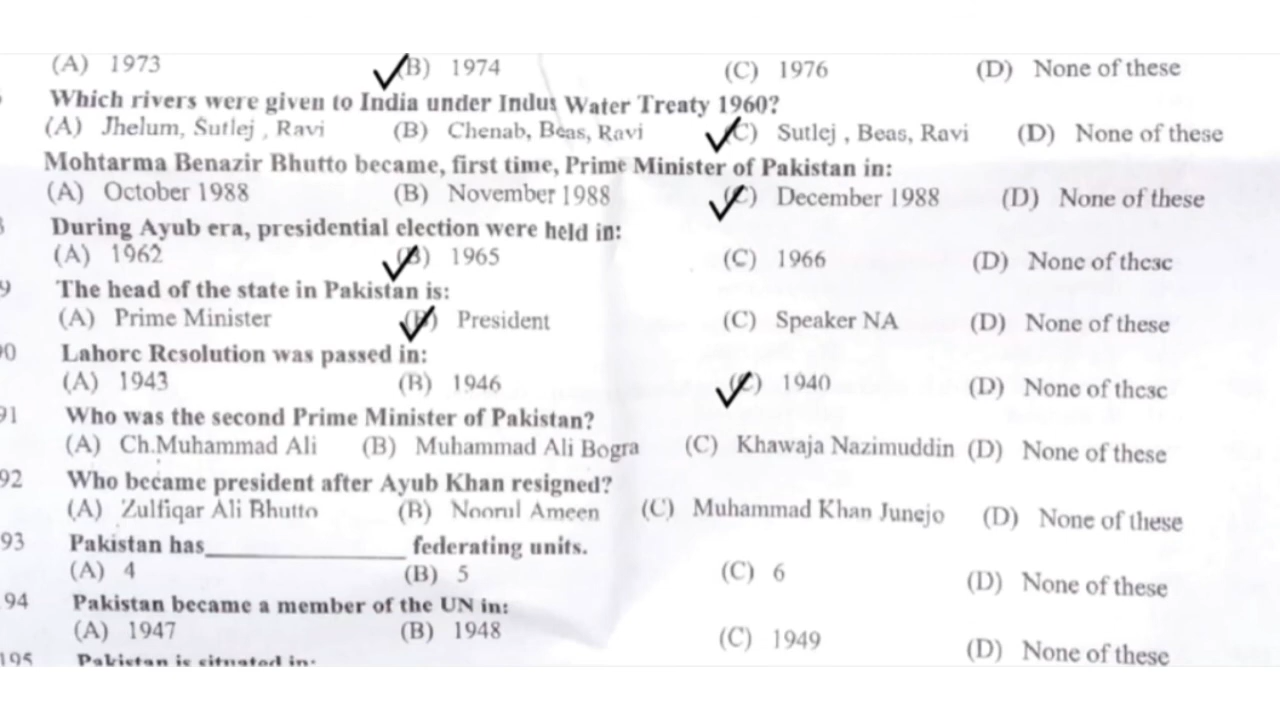 (A) 1973 (B) 1974 (C) 1976 (D) None of these
Which rivers were given to India under Indus Water Treaty 1960?
(A) Jhelum, Sutlej , Ravi (B) Chenab, Beas, Ravi (C) Sutlej , Beas, Ravi (D) None of these
Mohtarma Benazir Bhutto became, first time, Prime Minister of Pakistan in:
(A) October 1988 (B) November 1988 (C) December 1988 (D) None of these
During Ayub era, presidential election were held in:
(A) 1962 (B) 1965 (C) 1966 (D) None of these
9 The head of the state in Pakistan is:
(A) Prime Minister (B) President (C) Speaker NA (D) None of these
90 Lahore Resolution was passed in:
(A) 1943 (B) 1946 (C) 1940 (D) None of these
91 Who was the second Prime Minister of Pakistan?
(A) Ch.Muhammad Ali (B) Muhammad Ali Bogra (C) Khawaja Nazimuddin (D) None of these
92 Who became president after Ayub Khan resigned?
(A) Zulfiqar Ali Bhutto (B) Noorul Ameen (C) Muhammad Khan Junejo (D) None of these
93 Pakistan has____________ federating units.
(A) 4 (B) 5 (C) 6 (D) None of these
94 Pakistan became a member of the UN in:
(A) 1947 (B) 1948 (C) 1949 (D) None of these
195 Pakistan is situated in: